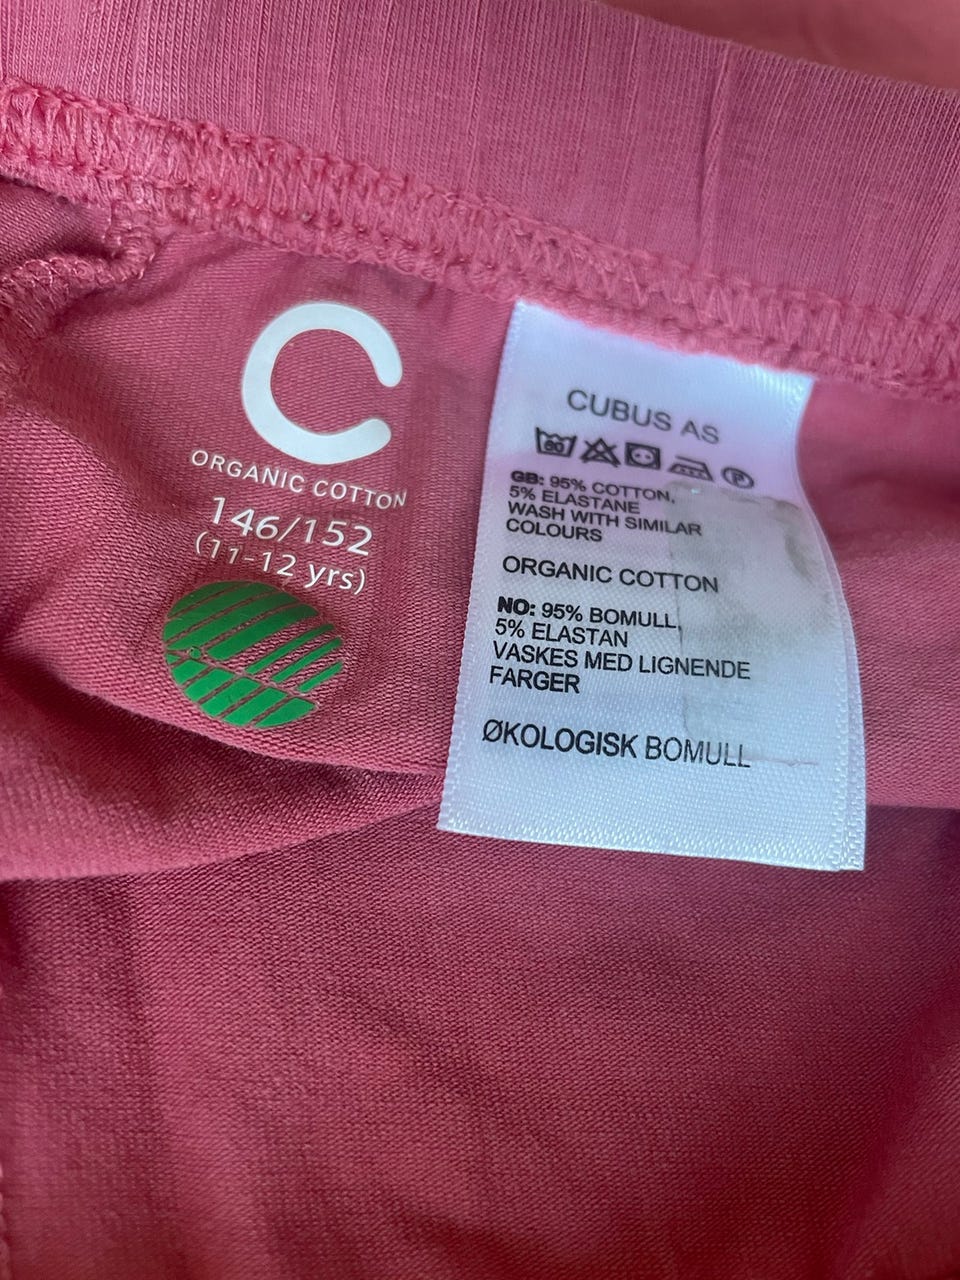 C
ORGANIC COTTON
146/152
(11-12 yrs)
CUBUS AS
GB: 95% COTTON,
5% ELASTANE
WASH WITH SIMILAR
COLOURS
ORGANIC COTTON
NO: 95% BOMULL,
5% ELASTAN
VASKES MED LIGNENDE
FARGER
ØKOLOGISK BOMULL